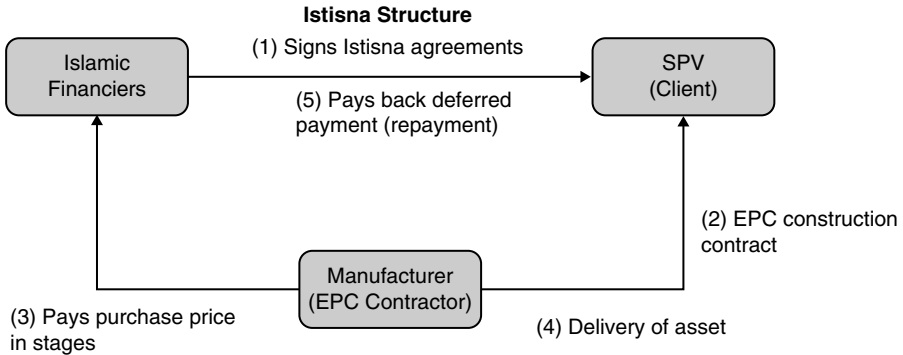 Istisna Structure
(1) Signs Istisna agreements
Islamic
Financiers
SPV
(Client)
(5) Pays back deferred
payment (repayment)
(2) EPC construction
contract
Manufacturer
(EPC Contractor)
(3) Pays purchase price
in stages
(4) Delivery of asset